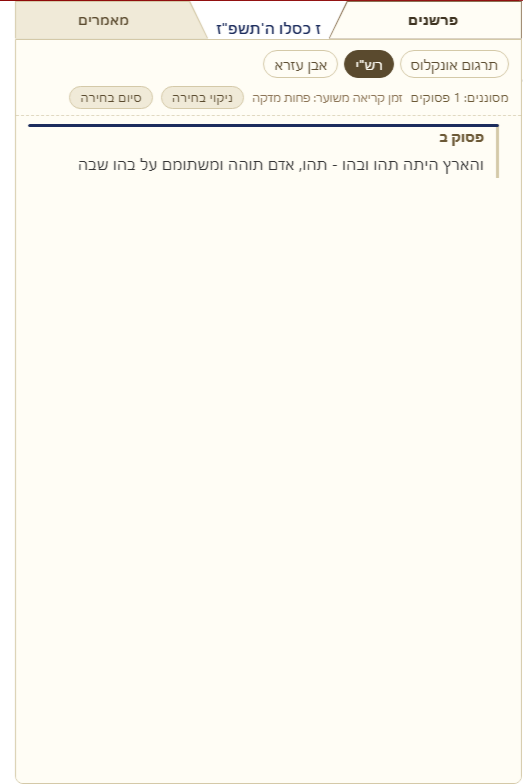 פרשנים
ז כסלו ה'תשפ"ז
מאמרים
תרגום אונקלוס
רש"י
אבן עזרא
מסוננים: 1 פסוקים זמן קריאה משוער: פחות מדקה ניקוי בחירה סיום בחירה
פסוק ב
והארץ היתה תהו ובהו - תהו, אדם תוהה ומשתומם על בהו שבה